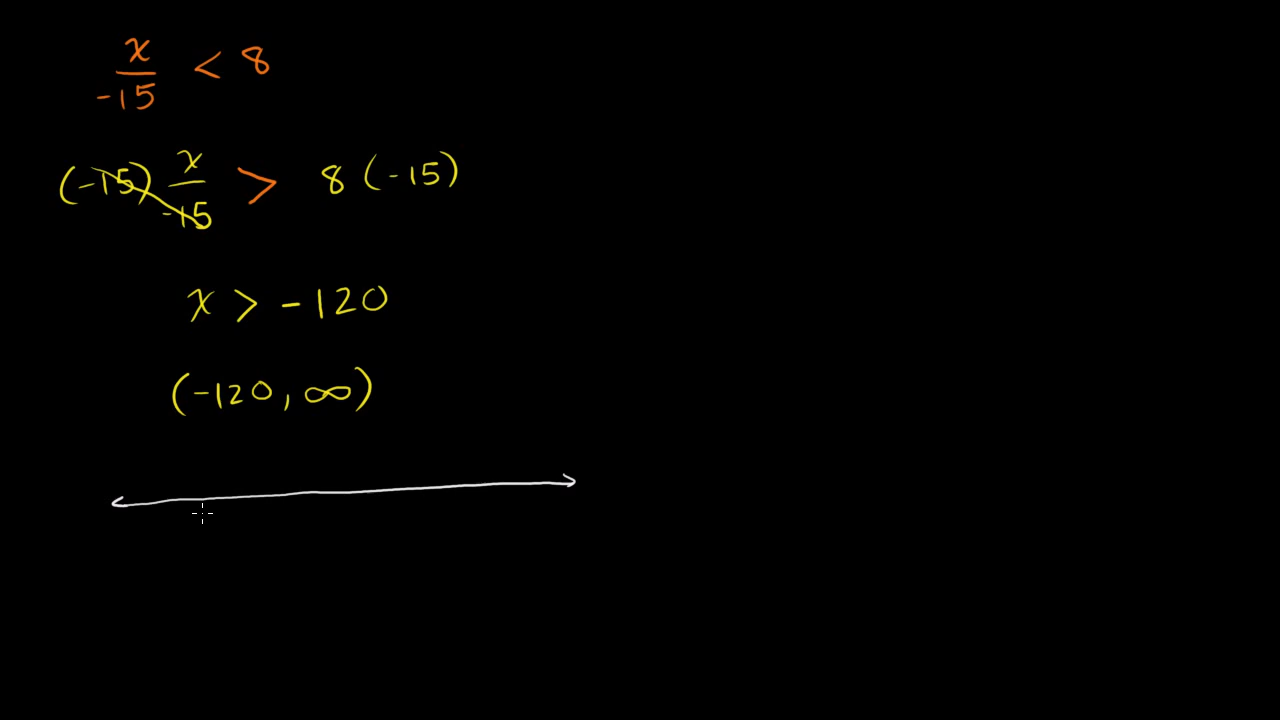 x/-15 < 8
(-15) x/-15 > 8 (-15)
x > -120
(-120, ∞)